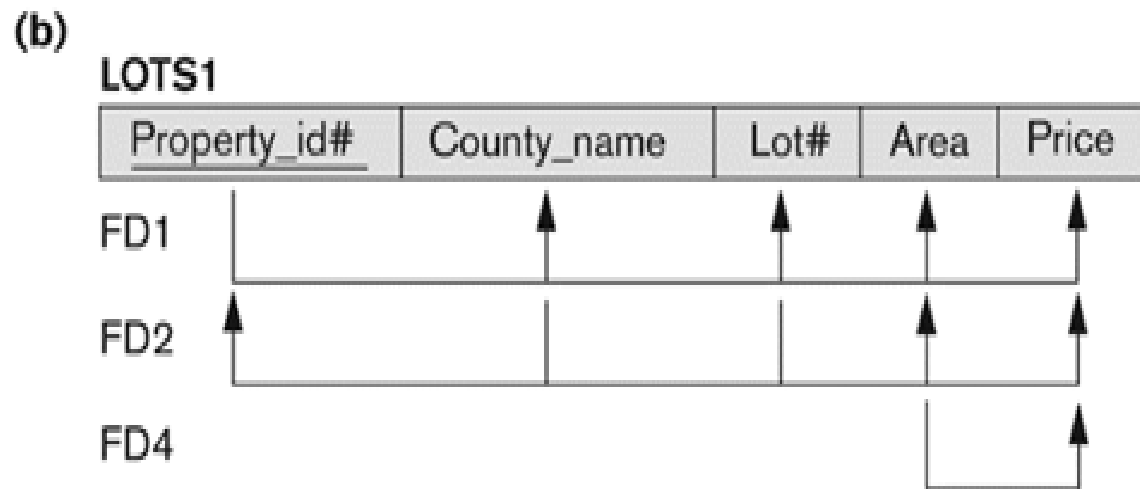 (b)
LOTS1
Property_id# County_name Lot# Area Price
FD1
FD2
FD4